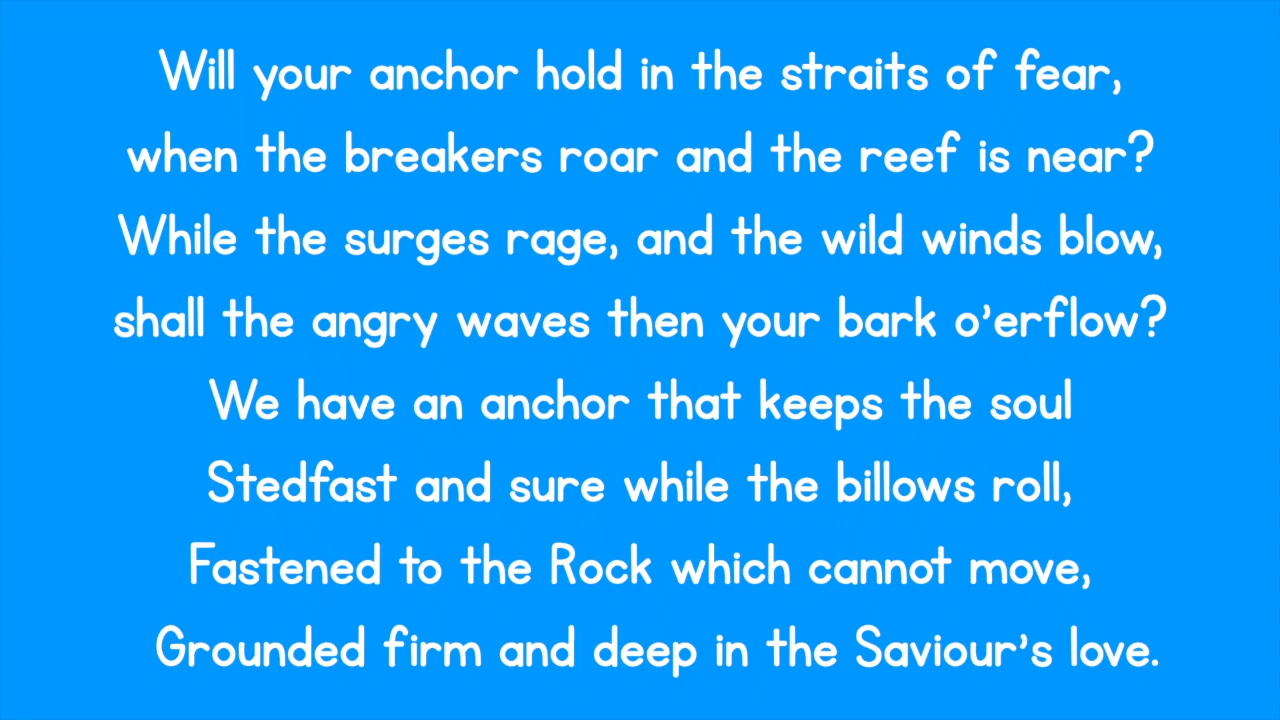 Will your anchor hold in the straits of fear,
when the breakers roar and the reef is near?
While the surges rage, and the wild winds blow,
shall the angry waves then your bark o’erflow?
We have an anchor that keeps the soul
Stedfast and sure while the billows roll,
Fastened to the Rock which cannot move,
Grounded firm and deep in the Saviour’s love.